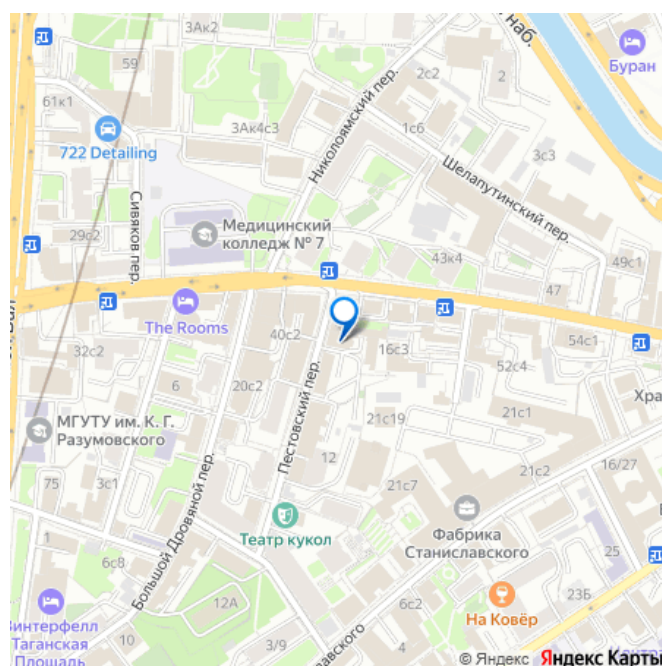 3Ак2
наб.
Буран
59
2с2
2
61к1
Николоямский пер.
722 Detailing
3Ак4с3
1с6
3с3
Шелапутинский пер.
Сивяков пер.
Медицинский
колледж № 7
29с2
43к4
49с1
47
The Rooms
40с2
32с2
16с3
54с1
6
20с2
52с4
Пестовский пер.
Хра
21с19
21с1
МГУТУ им. К. Г.
Разумовского
12
21с2
16/27
75
3с1
21с7
Большой Дровяной пер.
Театр кукол
Фабрика
Станиславского
1
25
6с8
12А
23Б
6с2
На Ковёр
интерфелл
Таганская
Площадь
10
3/9
© Яндекс Яндекс Карты